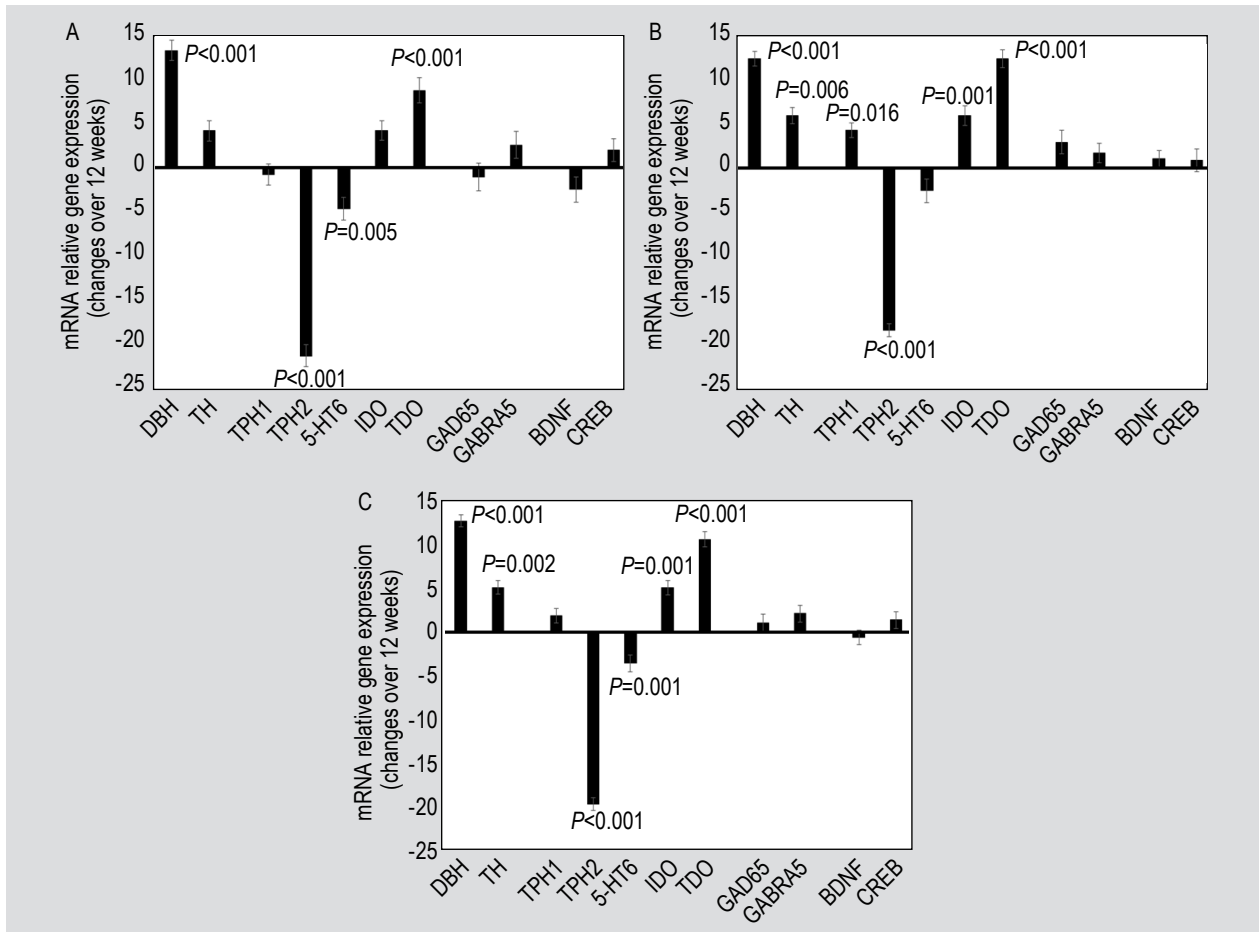 A
mRNA relative gene expression
(changes over 12 weeks)
15
10
5
0
-5
-10
-15
-20
-25
P<0.001
P<0.001
P=0.005
P<0.001
DBH
TH
TPH1
TPH2
5-HT6
IDO
TDO
GAD65
GABRA5
BDNF
CREB
B
mRNA relative gene expression
(changes over 12 weeks)
15
10
5
0
-5
-10
-15
-20
-25
P<0.001
P<0.001
P=0.006
P=0.016
P=0.001
P<0.001
DBH
TH
TPH1
TPH2
5-HT6
IDO
TDO
GAD65
GABRA5
BDNF
CREB
C
mRNA relative gene expression
(changes over 12 weeks)
15
10
5
0
-5
-10
-15
-20
-25
P<0.001
P<0.001
P=0.002
P=0.001
P=0.001
P<0.001
DBH
TH
TPH1
TPH2
5-HT6
IDO
TDO
GAD65
GABRA5
BDNF
CREB